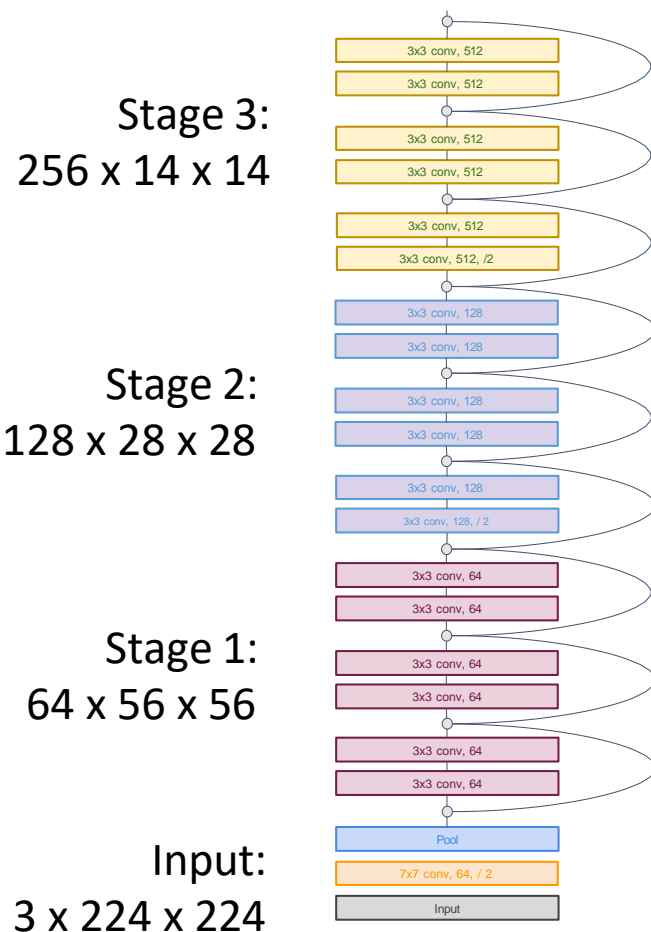 3x3 conv, 512
3x3 conv, 512
Stage 3:
256 x 14 x 14
3x3 conv, 512
3x3 conv, 512
3x3 conv, 512
3x3 conv, 512, /2
3x3 conv, 128
3x3 conv, 128
Stage 2:
128 x 28 x 28
3x3 conv, 128
3x3 conv, 128
3x3 conv, 128
3x3 conv, 128, / 2
3x3 conv, 64
3x3 conv, 64
Stage 1:
64 x 56 x 56
3x3 conv, 64
3x3 conv, 64
3x3 conv, 64
3x3 conv, 64
Input:
3 x 224 x 224
Pool
7x7 conv, 64, / 2
Input